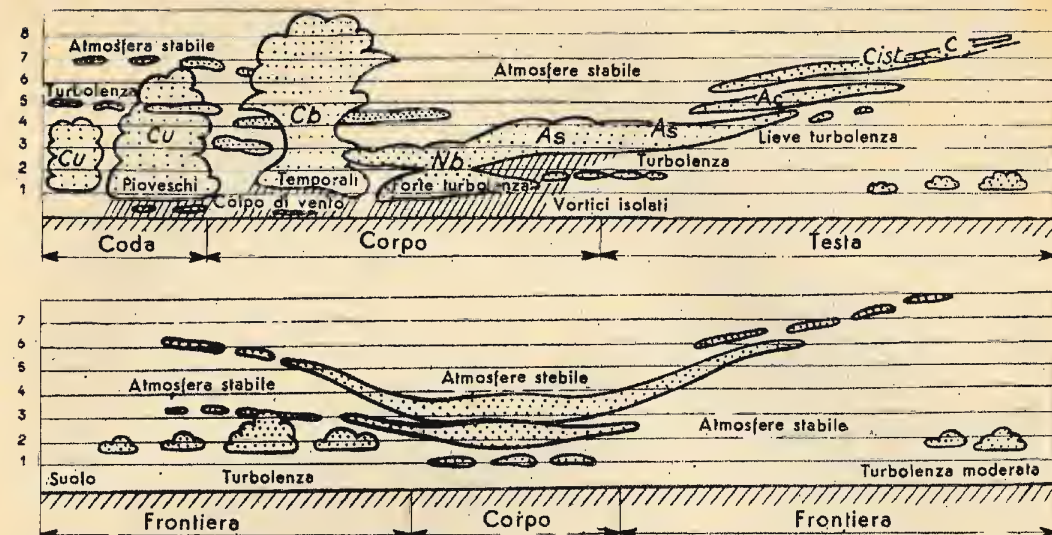 8
7
6
5
4
3
2
1
Atmosfera stabile
Turbolenza
Cu
Cu
Pioveschi
Cb
Temporali
Colpo di vento
Atmosfere stabile
As
As
Nb
Forte turbolenza
Turbolenza
Vortici isolati
Cist
C
Ac
Lieve turbolenza
Coda
Corpo
Testa
7
6
5
4
3
2
1
Atmosfera stabile
Atmosfere stebile
Atmosfere stabile
Suolo
Turbolenza
Turbolenza moderata
Frontiera
Corpo
Frontiera